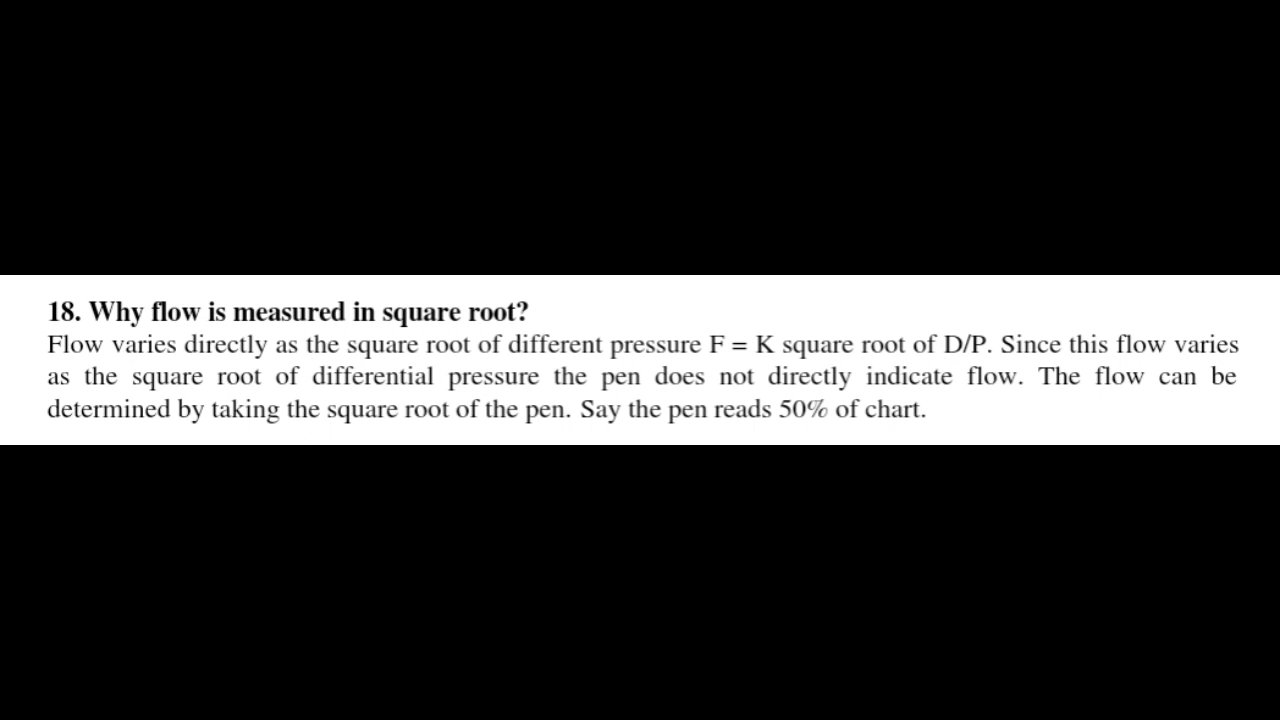 18. Why flow is measured in square root?
Flow varies directly as the square root of different pressure F = K square root of D/P. Since this flow varies
as the square root of differential pressure the pen does not directly indicate flow. The flow can be
determined by taking the square root of the pen. Say the pen reads 50% of chart.